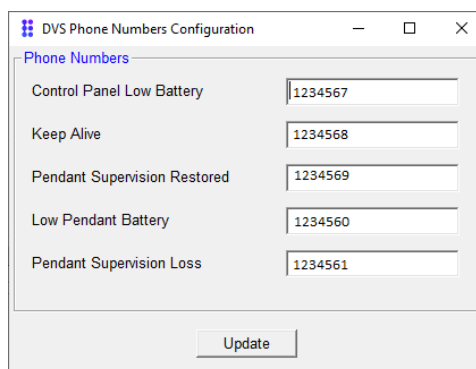 DVS Phone Numbers Configuration
Phone Numbers
Control Panel Low Battery 1234567
Keep Alive 1234568
Pendant Supervision Restored 1234569
Low Pendant Battery 1234560
Pendant Supervision Loss 1234561
Update